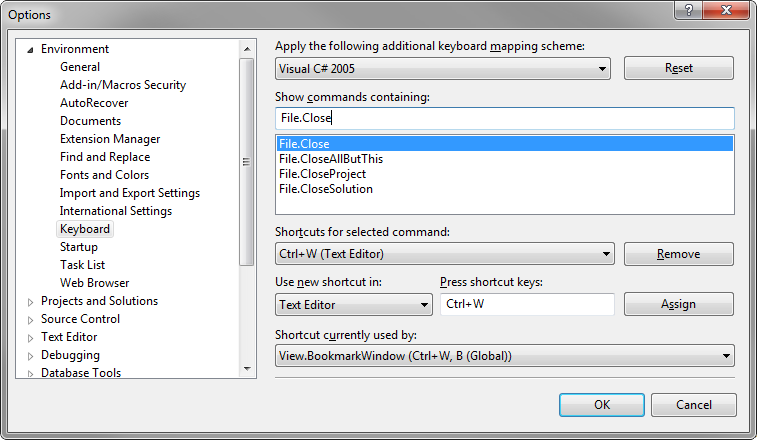 Options
Environment
General
Add-in/Macros Security
AutoRecover
Documents
Extension Manager
Find and Replace
Fonts and Colors
Import and Export Settings
International Settings
Keyboard
Startup
Task List
Web Browser
Projects and Solutions
Source Control
Text Editor
Debugging
Database Tools
Apply the following additional keyboard mapping scheme:
Visual C# 2005
Reset
Show commands containing:
File.Close
File.Close
File.CloseAllButThis
File.CloseProject
File.CloseSolution
Shortcuts for selected command:
Ctrl+W (Text Editor)
Remove
Use new shortcut in:
Press shortcut keys:
Text Editor
Ctrl+W
Assign
Shortcut currently used by:
View.BookmarkWindow (Ctrl+W, B (Global))
OK
Cancel